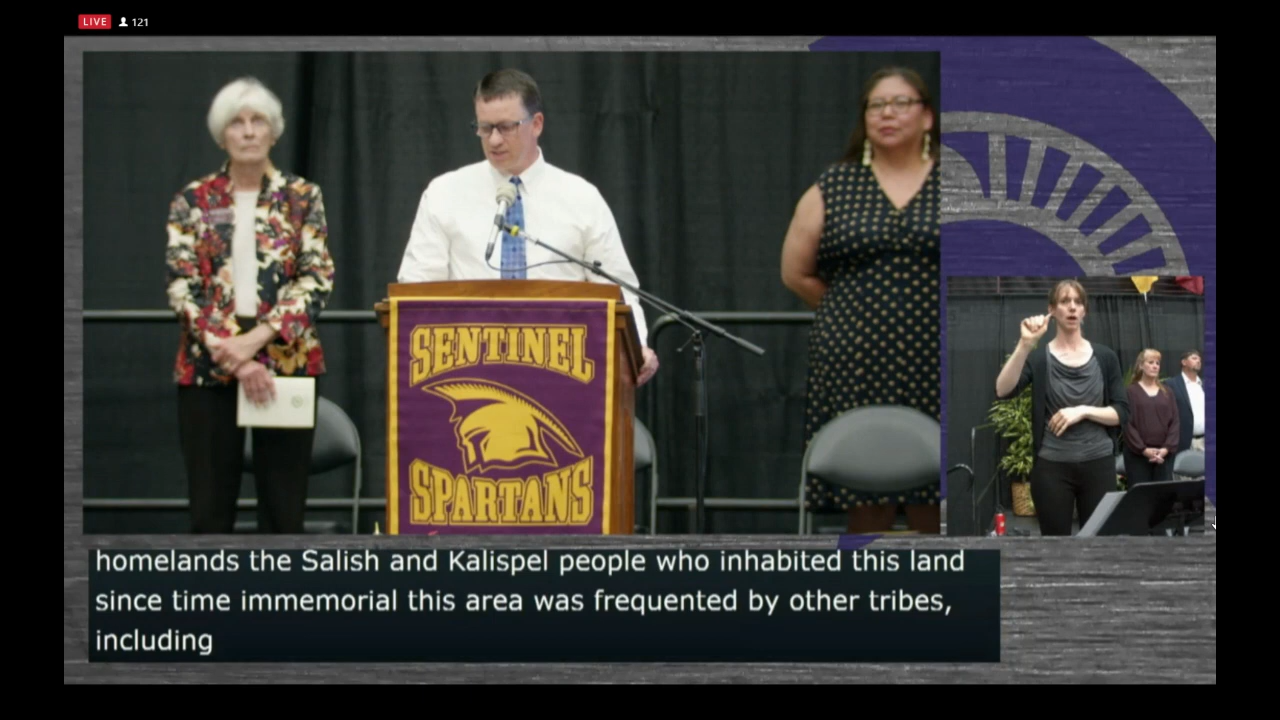 LIVE 121
SENTINEL
SPARTANS
homelands the Salish and Kalispel people who inhabited this land
since time immemorial this area was frequented by other tribes,
including